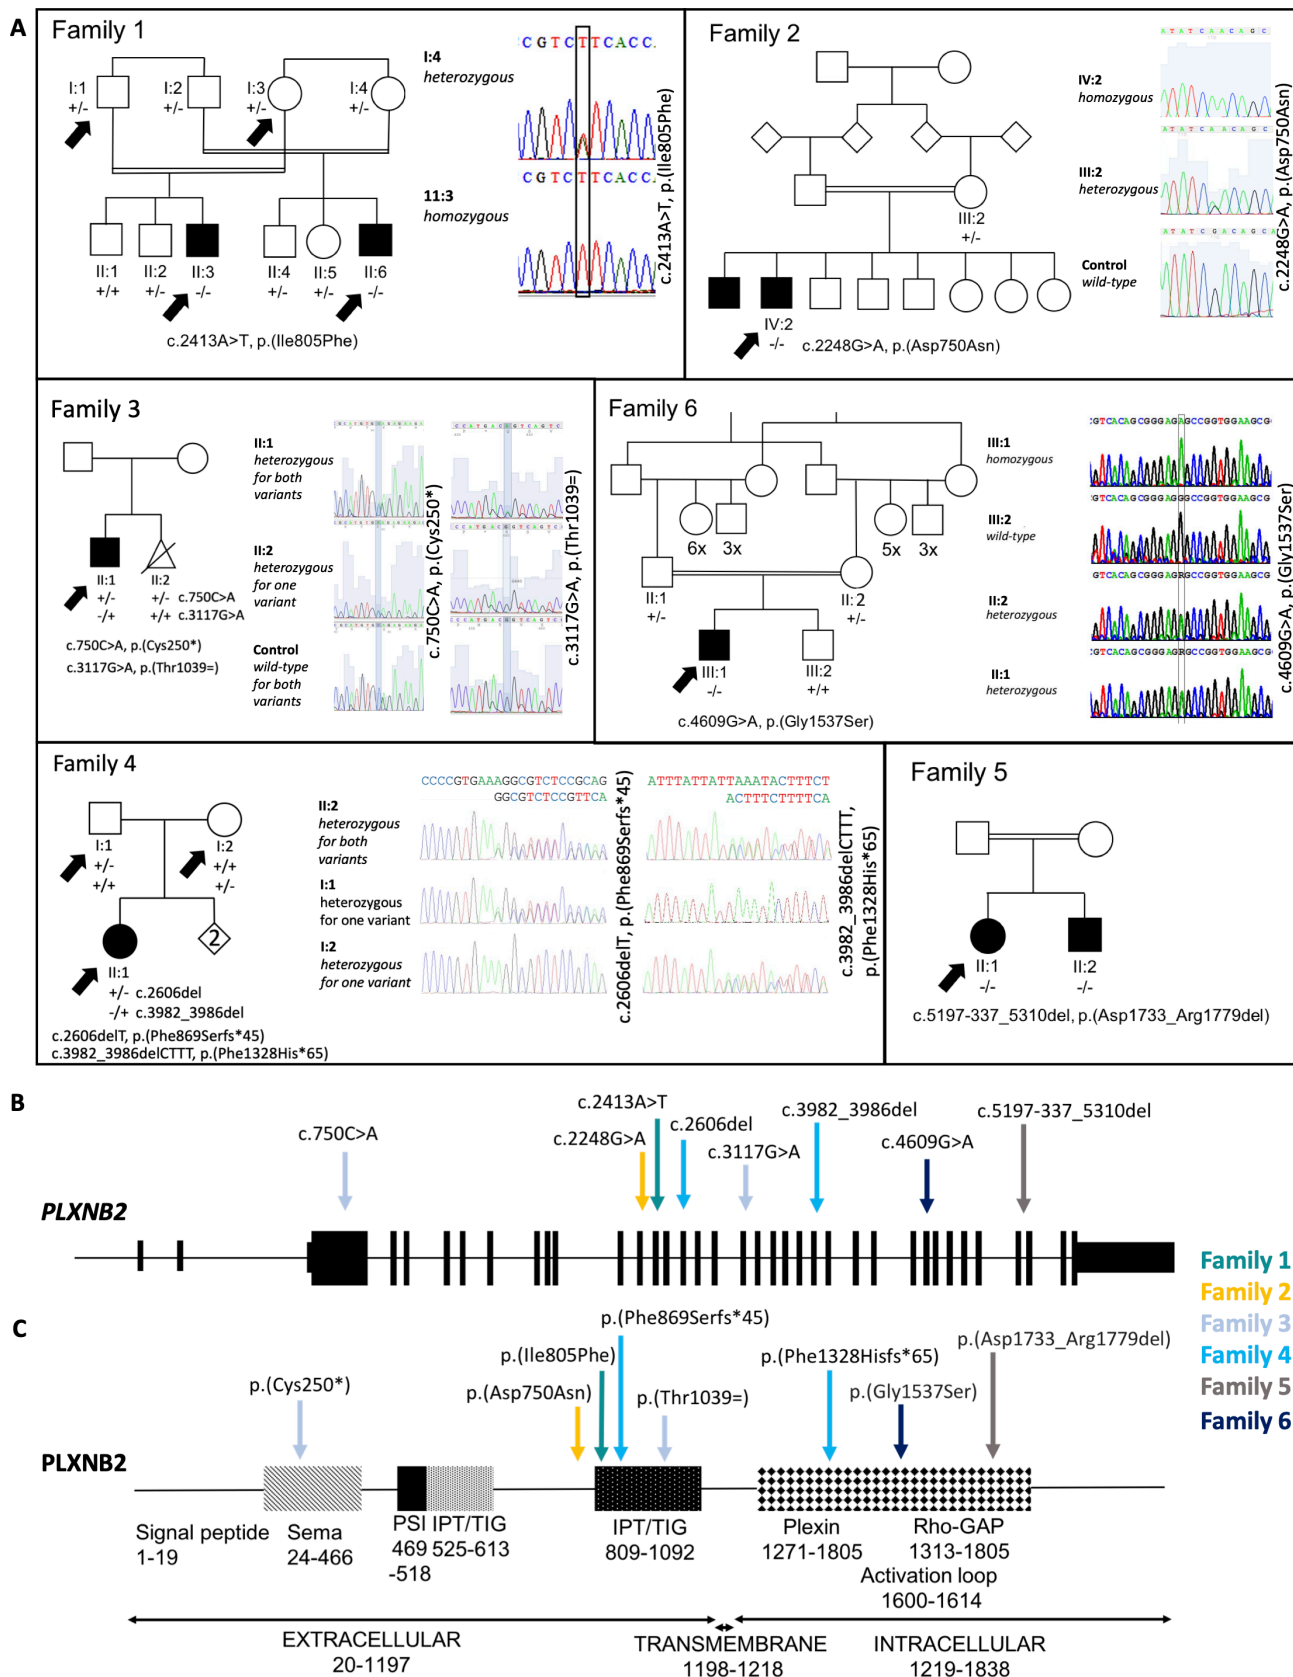 A
Family 1
I:1
+/-
I:2
+/-
I:3
+/-
I:4
+/-
II:1
+/+
II:2
+/-
II:3
-/-
II:4
+/-
II:5
+/-
II:6
-/-
c.2413A>T, p.(Ile805Phe)
I:4
heterozygous
11:3
homozygous
CGTCTTCACC
CGTCTTCACC
c.2413A>T, p.(Ile805Phe)
Family 2
III:2
+/-
IV:2
-/-
c.2248G>A, p.(Asp750Asn)
IV:2
homozygous
III:2
heterozygous
Control
wild-type
ATATCAACAGC
ATATCAACAGC
ATATCGACAGC
c.2248G>A, p.(Asp750Asn)
Family 3
II:1
+/-
-/+
II:2
+/- c.750C>A
+/+ c.3117G>A
c.750C>A, p.(Cys250*)
c.3117G>A, p.(Thr1039=)
II:1
heterozygous
for both
variants
II:2
heterozygous
for one
variant
Control
wild-type
for both
variants
c.750C>A, p.(Cys250*)
c.3117G>A, p.(Thr1039=)
Family 6
6x
3x
5x
3x
II:1
+/-
II:2
+/-
III:1
-/-
III:2
+/+
c.4609G>A, p.(Gly1537Ser)
III:1
homozygous
III:2
wild-type
II:2
heterozygous
II:1
heterozygous
GTCACAGCGGGAGAGCCGGTGGAAGCG
GTCACAGCGGGAGGGCCGGTGGAAGCG
GTCACAGCGGGAGRGCCGGTGGAAGCG
GTCACAGCGGGAGRGCCGGTGGAAGCG
c.4609G>A, p.(Gly1537Ser)
Family 4
I:1
+/-
+/+
I:2
+/+
+/-
2
II:1
+/- c.2606del
-/+ c.3982_3986del
c.2606delT, p.(Phe869Serfs*45)
c.3982_3986delCTTT, p.(Phe1328His*65)
II:2
heterozygous
for both
variants
I:1
heterozygous
for one variant
I:2
heterozygous
for one variant
CCCCGTGAAAGGCGTCTCCGCAG
GGCGTCTCCGTTCA
ATTTATTATTAAATACTTTCT
ACTTTCTTTTCA
c.2606delT, p.(Phe869Serfs*45)
c.3982_3986delCTTT,
p.(Phe1328His*65)
Family 5
II:1
-/-
II:2
-/-
c.5197-337_5310del, p.(Asp1733_Arg1779del)
B
c.750C>A
c.2413A>T
c.2248G>A
c.2606del
c.3117G>A
c.3982_3986del
c.4609G>A
c.5197-337_5310del
PLXNB2
Family 1
Family 2
Family 3
Family 4
Family 5
Family 6
C
p.(Cys250*)
p.(Phe869Serfs*45)
p.(Ile805Phe)
p.(Asp750Asn)
p.(Thr1039=)
p.(Phe1328Hisfs*65)
p.(Gly1537Ser)
p.(Asp1733_Arg1779del)
PLXNB2
Signal peptide
1-19
Sema
24-466
PSI
469
-518
IPT/TIG
525-613
IPT/TIG
809-1092
Plexin
1271-1805
Rho-GAP
1313-1805
Activation loop
1600-1614
EXTRACELLULAR
20-1197
TRANSMEMBRANE
1198-1218
INTRACELLULAR
1219-1838